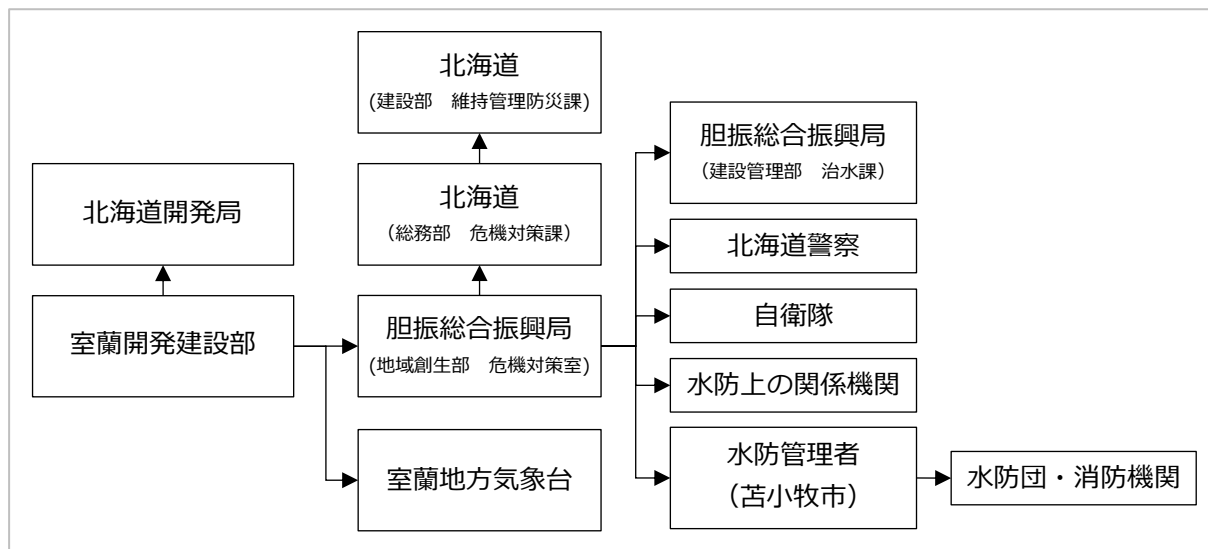 北海道
(建設部　維持管理防災課)
胆振総合振興局
（建設管理部　治水課）
北海道開発局
北海道
（総務部　危機対策課）
北海道警察
自衛隊
室蘭開発建設部
胆振総合振興局
(地域創生部　危機対策室)
水防上の関係機関
室蘭地方気象台
水防管理者
（苫小牧市）
水防団・消防機関